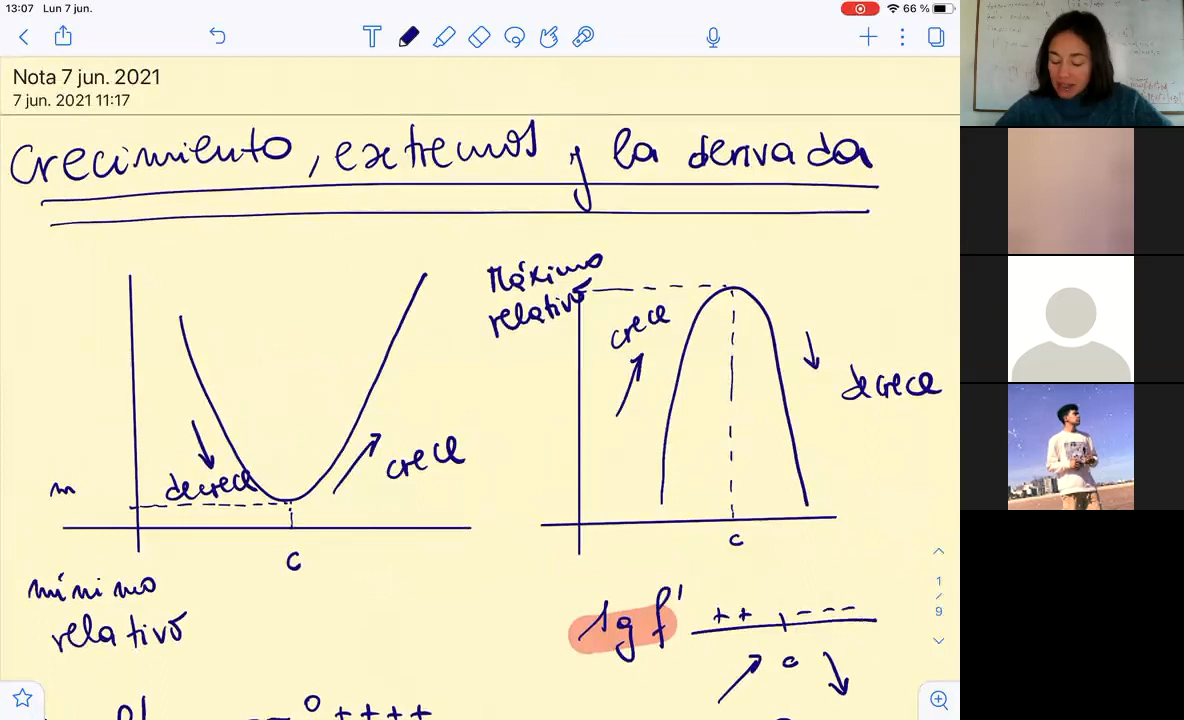 13:07 Lun 7 jun.
66 %
Nota 7 jun. 2021
7 jun. 2021 11:17
Crecimiento, extremos y la derivada
Máximo
relativo
crece
decrece
decrece
crece
m
c
c
mínimo
relativo
sg f'
++ ---
c
0 ++++
1
/
9